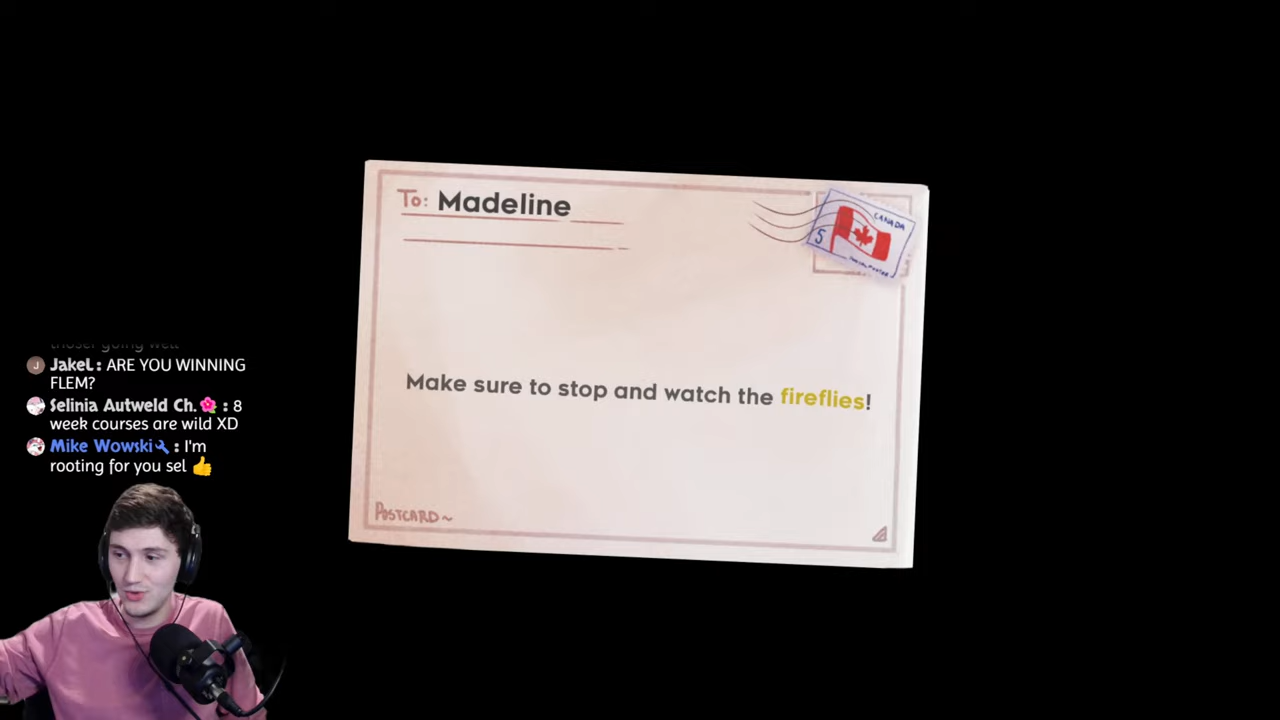 To: Madeline
CANADA
5
Make sure to stop and watch the fireflies!
POSTCARD~
JakeL : ARE YOU WINNING
FLEM?
Selinia Autweld Ch.🌺 : 8
week courses are wild XD
Mike Wowski🔧 : I'm
rooting for you sel 👍